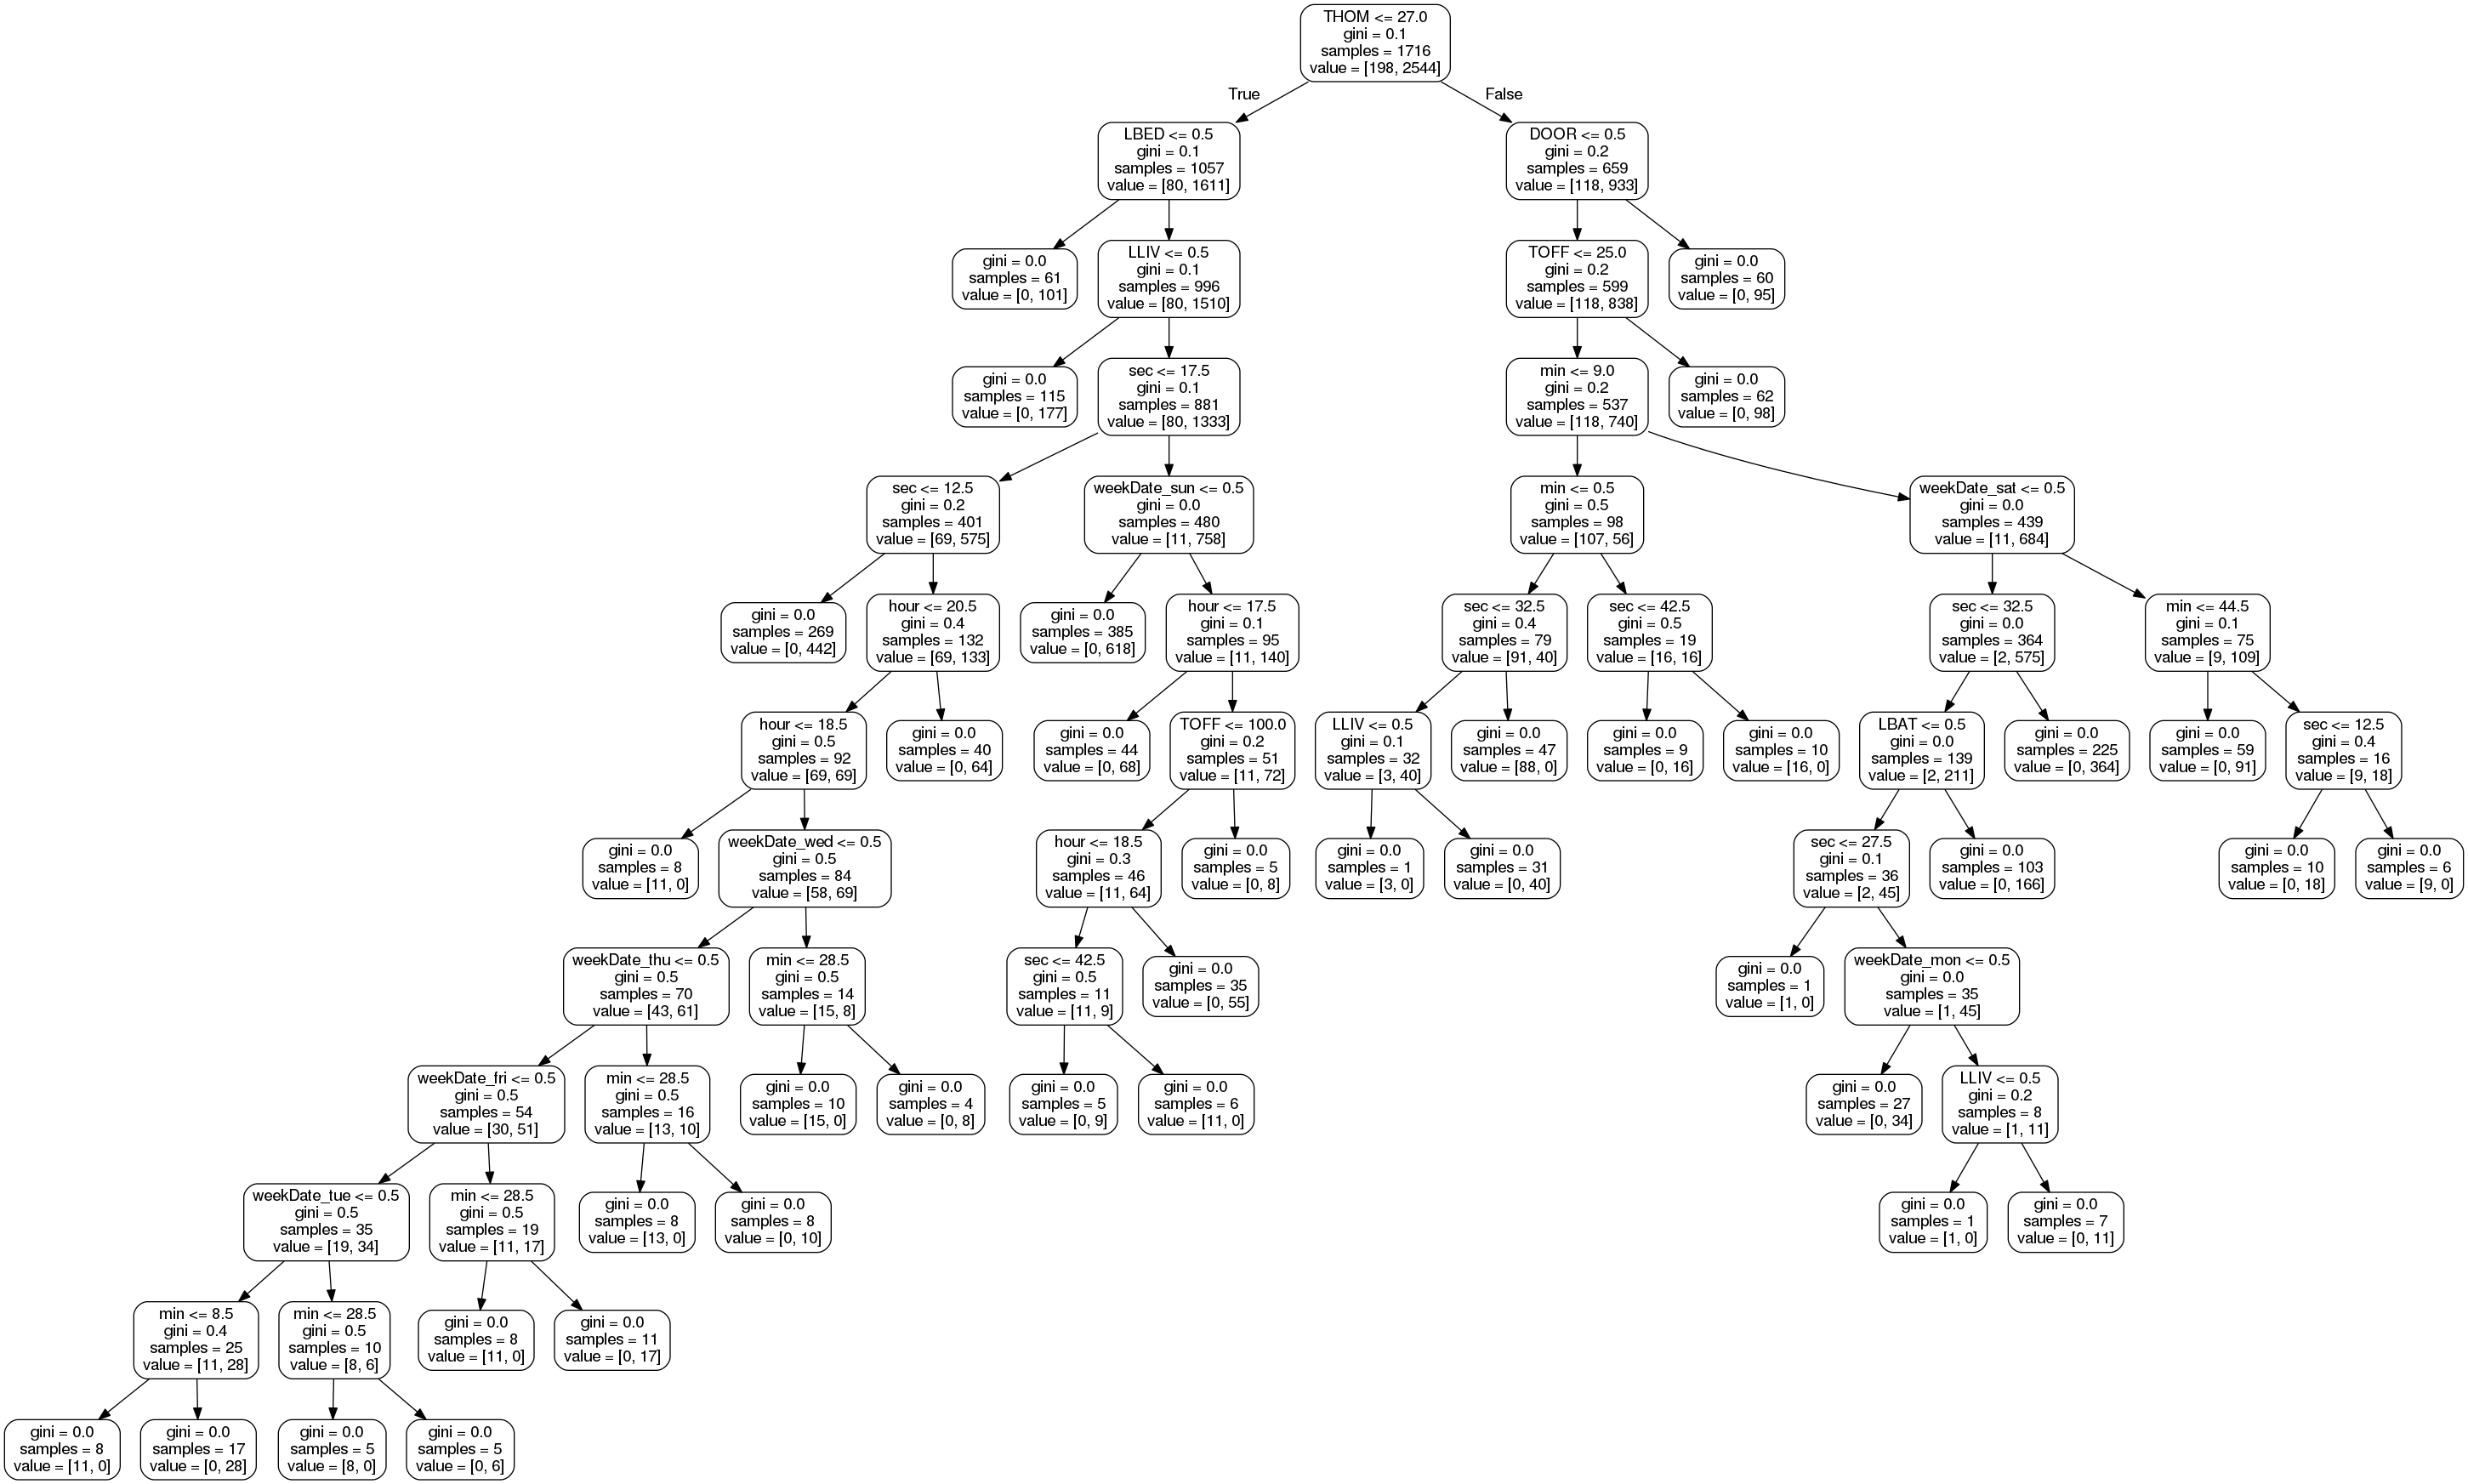 THOM <= 27.0
gini = 0.1
samples = 1716
value = [198, 2544]
True
False
LBED <= 0.5
gini = 0.1
samples = 1057
value = [80, 1611]
DOOR <= 0.5
gini = 0.2
samples = 659
value = [118, 933]
gini = 0.0
samples = 61
value = [0, 101]
LLIV <= 0.5
gini = 0.1
samples = 996
value = [80, 1510]
TOFF <= 25.0
gini = 0.2
samples = 599
value = [118, 838]
gini = 0.0
samples = 60
value = [0, 95]
gini = 0.0
samples = 115
value = [0, 177]
sec <= 17.5
gini = 0.1
samples = 881
value = [80, 1333]
min <= 9.0
gini = 0.2
samples = 537
value = [118, 740]
gini = 0.0
samples = 62
value = [0, 98]
sec <= 12.5
gini = 0.2
samples = 401
value = [69, 575]
weekDate_sun <= 0.5
gini = 0.0
samples = 480
value = [11, 758]
min <= 0.5
gini = 0.5
samples = 98
value = [107, 56]
weekDate_sat <= 0.5
gini = 0.0
samples = 439
value = [11, 684]
gini = 0.0
samples = 269
value = [0, 442]
hour <= 20.5
gini = 0.4
samples = 132
value = [69, 133]
gini = 0.0
samples = 385
value = [0, 618]
hour <= 17.5
gini = 0.1
samples = 95
value = [11, 140]
sec <= 32.5
gini = 0.4
samples = 79
value = [91, 40]
sec <= 42.5
gini = 0.5
samples = 19
value = [16, 16]
sec <= 32.5
gini = 0.0
samples = 364
value = [2, 575]
min <= 44.5
gini = 0.1
samples = 75
value = [9, 109]
hour <= 18.5
gini = 0.5
samples = 92
value = [69, 69]
gini = 0.0
samples = 40
value = [0, 64]
gini = 0.0
samples = 44
value = [0, 68]
TOFF <= 100.0
gini = 0.2
samples = 51
value = [11, 72]
LLIV <= 0.5
gini = 0.1
samples = 32
value = [3, 40]
gini = 0.0
samples = 47
value = [88, 0]
gini = 0.0
samples = 9
value = [0, 16]
gini = 0.0
samples = 10
value = [16, 0]
LBAT <= 0.5
gini = 0.0
samples = 139
value = [2, 211]
gini = 0.0
samples = 225
value = [0, 364]
gini = 0.0
samples = 59
value = [0, 91]
sec <= 12.5
gini = 0.4
samples = 16
value = [9, 18]
gini = 0.0
samples = 8
value = [11, 0]
weekDate_wed <= 0.5
gini = 0.5
samples = 84
value = [58, 69]
hour <= 18.5
gini = 0.3
samples = 46
value = [11, 64]
gini = 0.0
samples = 5
value = [0, 8]
gini = 0.0
samples = 1
value = [3, 0]
gini = 0.0
samples = 31
value = [0, 40]
sec <= 27.5
gini = 0.1
samples = 36
value = [2, 45]
gini = 0.0
samples = 103
value = [0, 166]
gini = 0.0
samples = 10
value = [0, 18]
gini = 0.0
samples = 6
value = [9, 0]
weekDate_thu <= 0.5
gini = 0.5
samples = 70
value = [43, 61]
min <= 28.5
gini = 0.5
samples = 14
value = [15, 8]
sec <= 42.5
gini = 0.5
samples = 11
value = [11, 9]
gini = 0.0
samples = 35
value = [0, 55]
gini = 0.0
samples = 1
value = [1, 0]
weekDate_mon <= 0.5
gini = 0.0
samples = 35
value = [1, 45]
weekDate_fri <= 0.5
gini = 0.5
samples = 54
value = [30, 51]
min <= 28.5
gini = 0.5
samples = 16
value = [13, 10]
gini = 0.0
samples = 10
value = [15, 0]
gini = 0.0
samples = 4
value = [0, 8]
gini = 0.0
samples = 5
value = [0, 9]
gini = 0.0
samples = 6
value = [11, 0]
gini = 0.0
samples = 27
value = [0, 34]
LLIV <= 0.5
gini = 0.2
samples = 8
value = [1, 11]
weekDate_tue <= 0.5
gini = 0.5
samples = 35
value = [19, 34]
min <= 28.5
gini = 0.5
samples = 19
value = [11, 17]
gini = 0.0
samples = 8
value = [13, 0]
gini = 0.0
samples = 8
value = [0, 10]
gini = 0.0
samples = 1
value = [1, 0]
gini = 0.0
samples = 7
value = [0, 11]
min <= 8.5
gini = 0.4
samples = 25
value = [11, 28]
min <= 28.5
gini = 0.5
samples = 10
value = [8, 6]
gini = 0.0
samples = 8
value = [11, 0]
gini = 0.0
samples = 11
value = [0, 17]
gini = 0.0
samples = 8
value = [11, 0]
gini = 0.0
samples = 17
value = [0, 28]
gini = 0.0
samples = 5
value = [8, 0]
gini = 0.0
samples = 5
value = [0, 6]